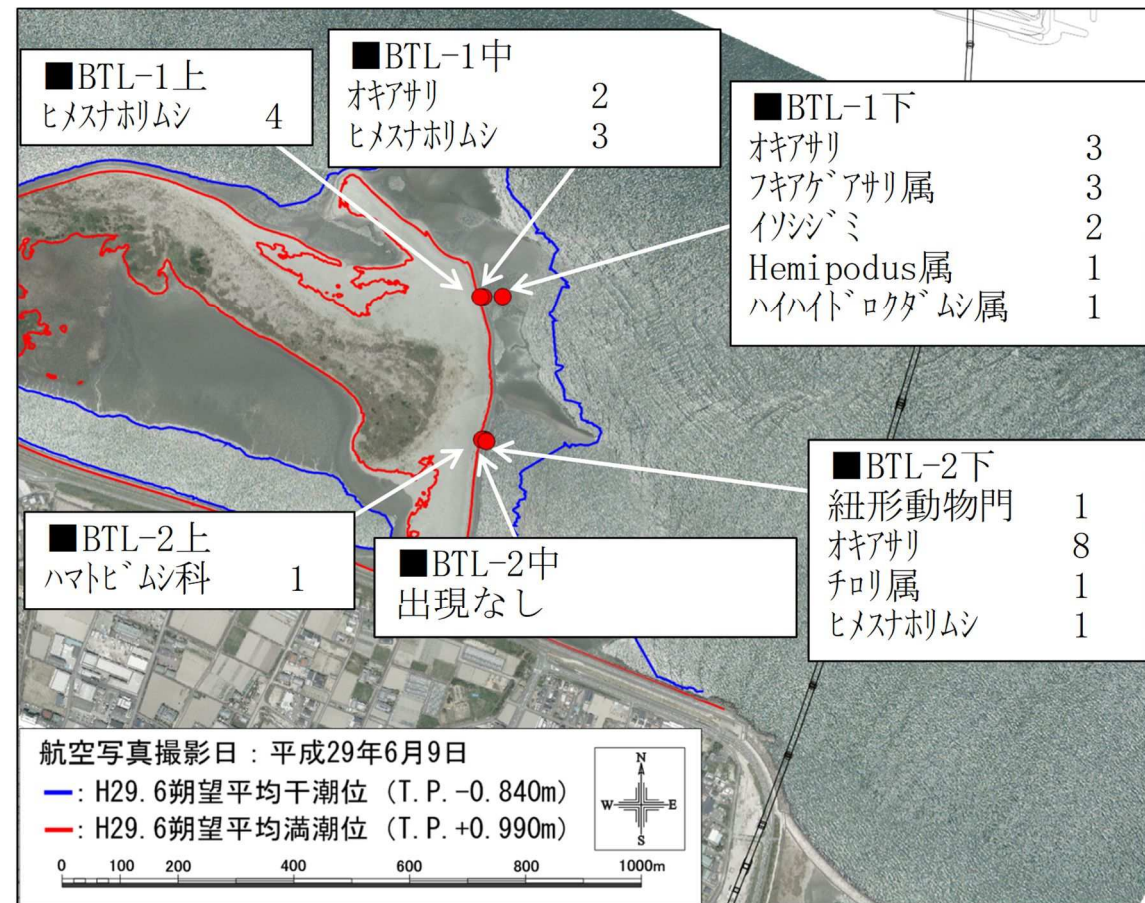 ■BTL-1上
ヒメスナホリムシ 4
■BTL-1中
オキアサリ 2
ヒメスナホリムシ 3
■BTL-1下
オキアサリ 3
フキアゲアサリ属 3
イソシジミ 2
Hemipodus属 1
ハイハイドロクダムシ属 1
■BTL-2上
ハマトビムシ科 1
■BTL-2中
出現なし
■BTL-2下
紐形動物門 1
オキアサリ 8
チロリ属 1
ヒメスナホリムシ 1
航空写真撮影日：平成29年6月9日
: H29.6朔望平均干潮位 (T.P.-0.840m)
: H29.6朔望平均満潮位 (T.P.+0.990m)
N
W E
S
0 100 200 400 600 800 1000m